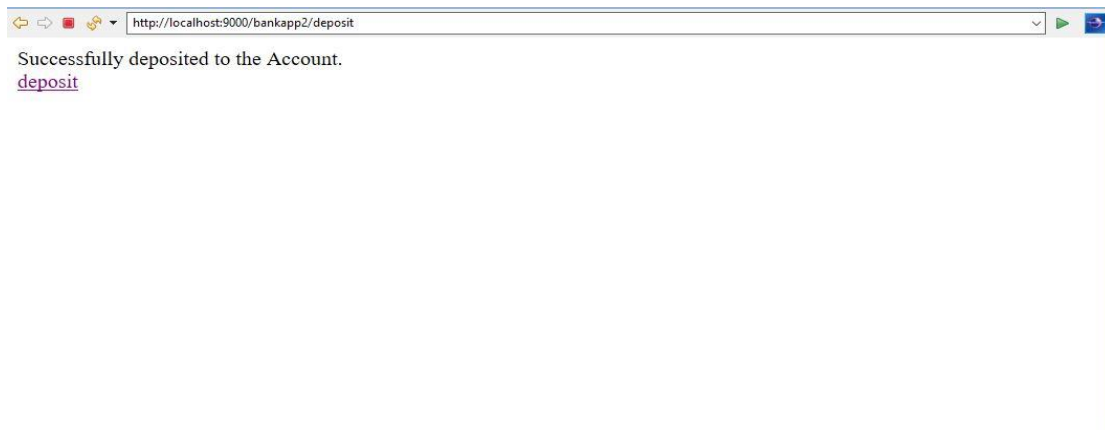 http://localhost:9000/bankapp2/deposit
Successfully deposited to the Account.
deposit